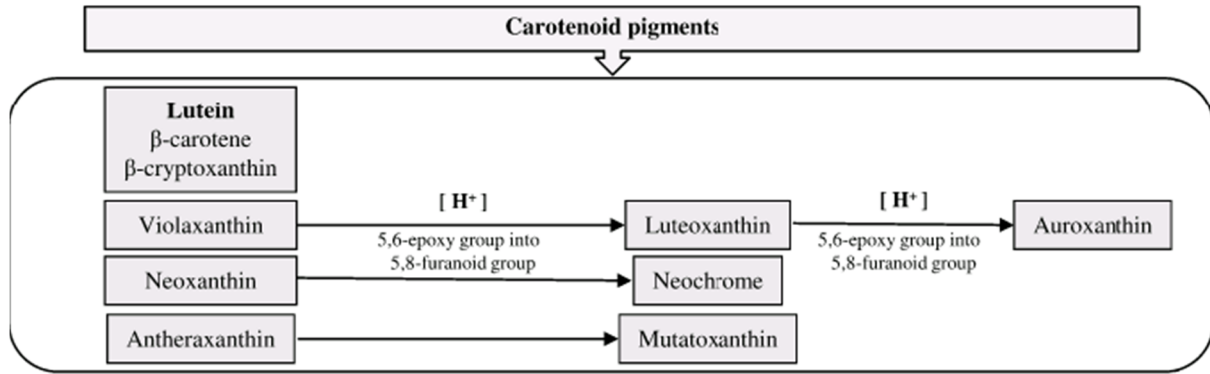 Carotenoid pigments
Lutein
β-carotene
β-cryptoxanthin
[ H⁺ ]
[ H⁺ ]
Violaxanthin
Luteoxanthin
Auroxanthin
5,6-epoxy group into
5,8-furanoid group
5,6-epoxy group into
5,8-furanoid group
Neoxanthin
Neochrome
Antheraxanthin
Mutatoxanthin